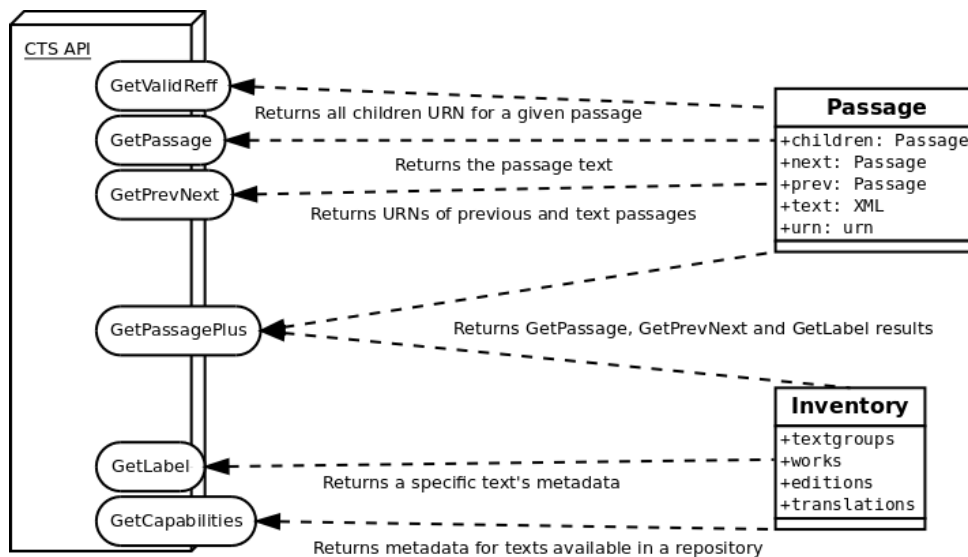 CTS API
GetValidReff
Returns all children URN for a given passage
GetPassage
Returns the passage text
GetPrevNext
Returns URNs of previous and text passages
Passage
+children: Passage
+next: Passage
+prev: Passage
+text: XML
+urn: urn
GetPassagePlus
Returns GetPassage, GetPrevNext and GetLabel results
Inventory
+textgroups
+works
+editions
+translations
GetLabel
Returns a specific text's metadata
GetCapabilities
Returns metadata for texts available in a repository